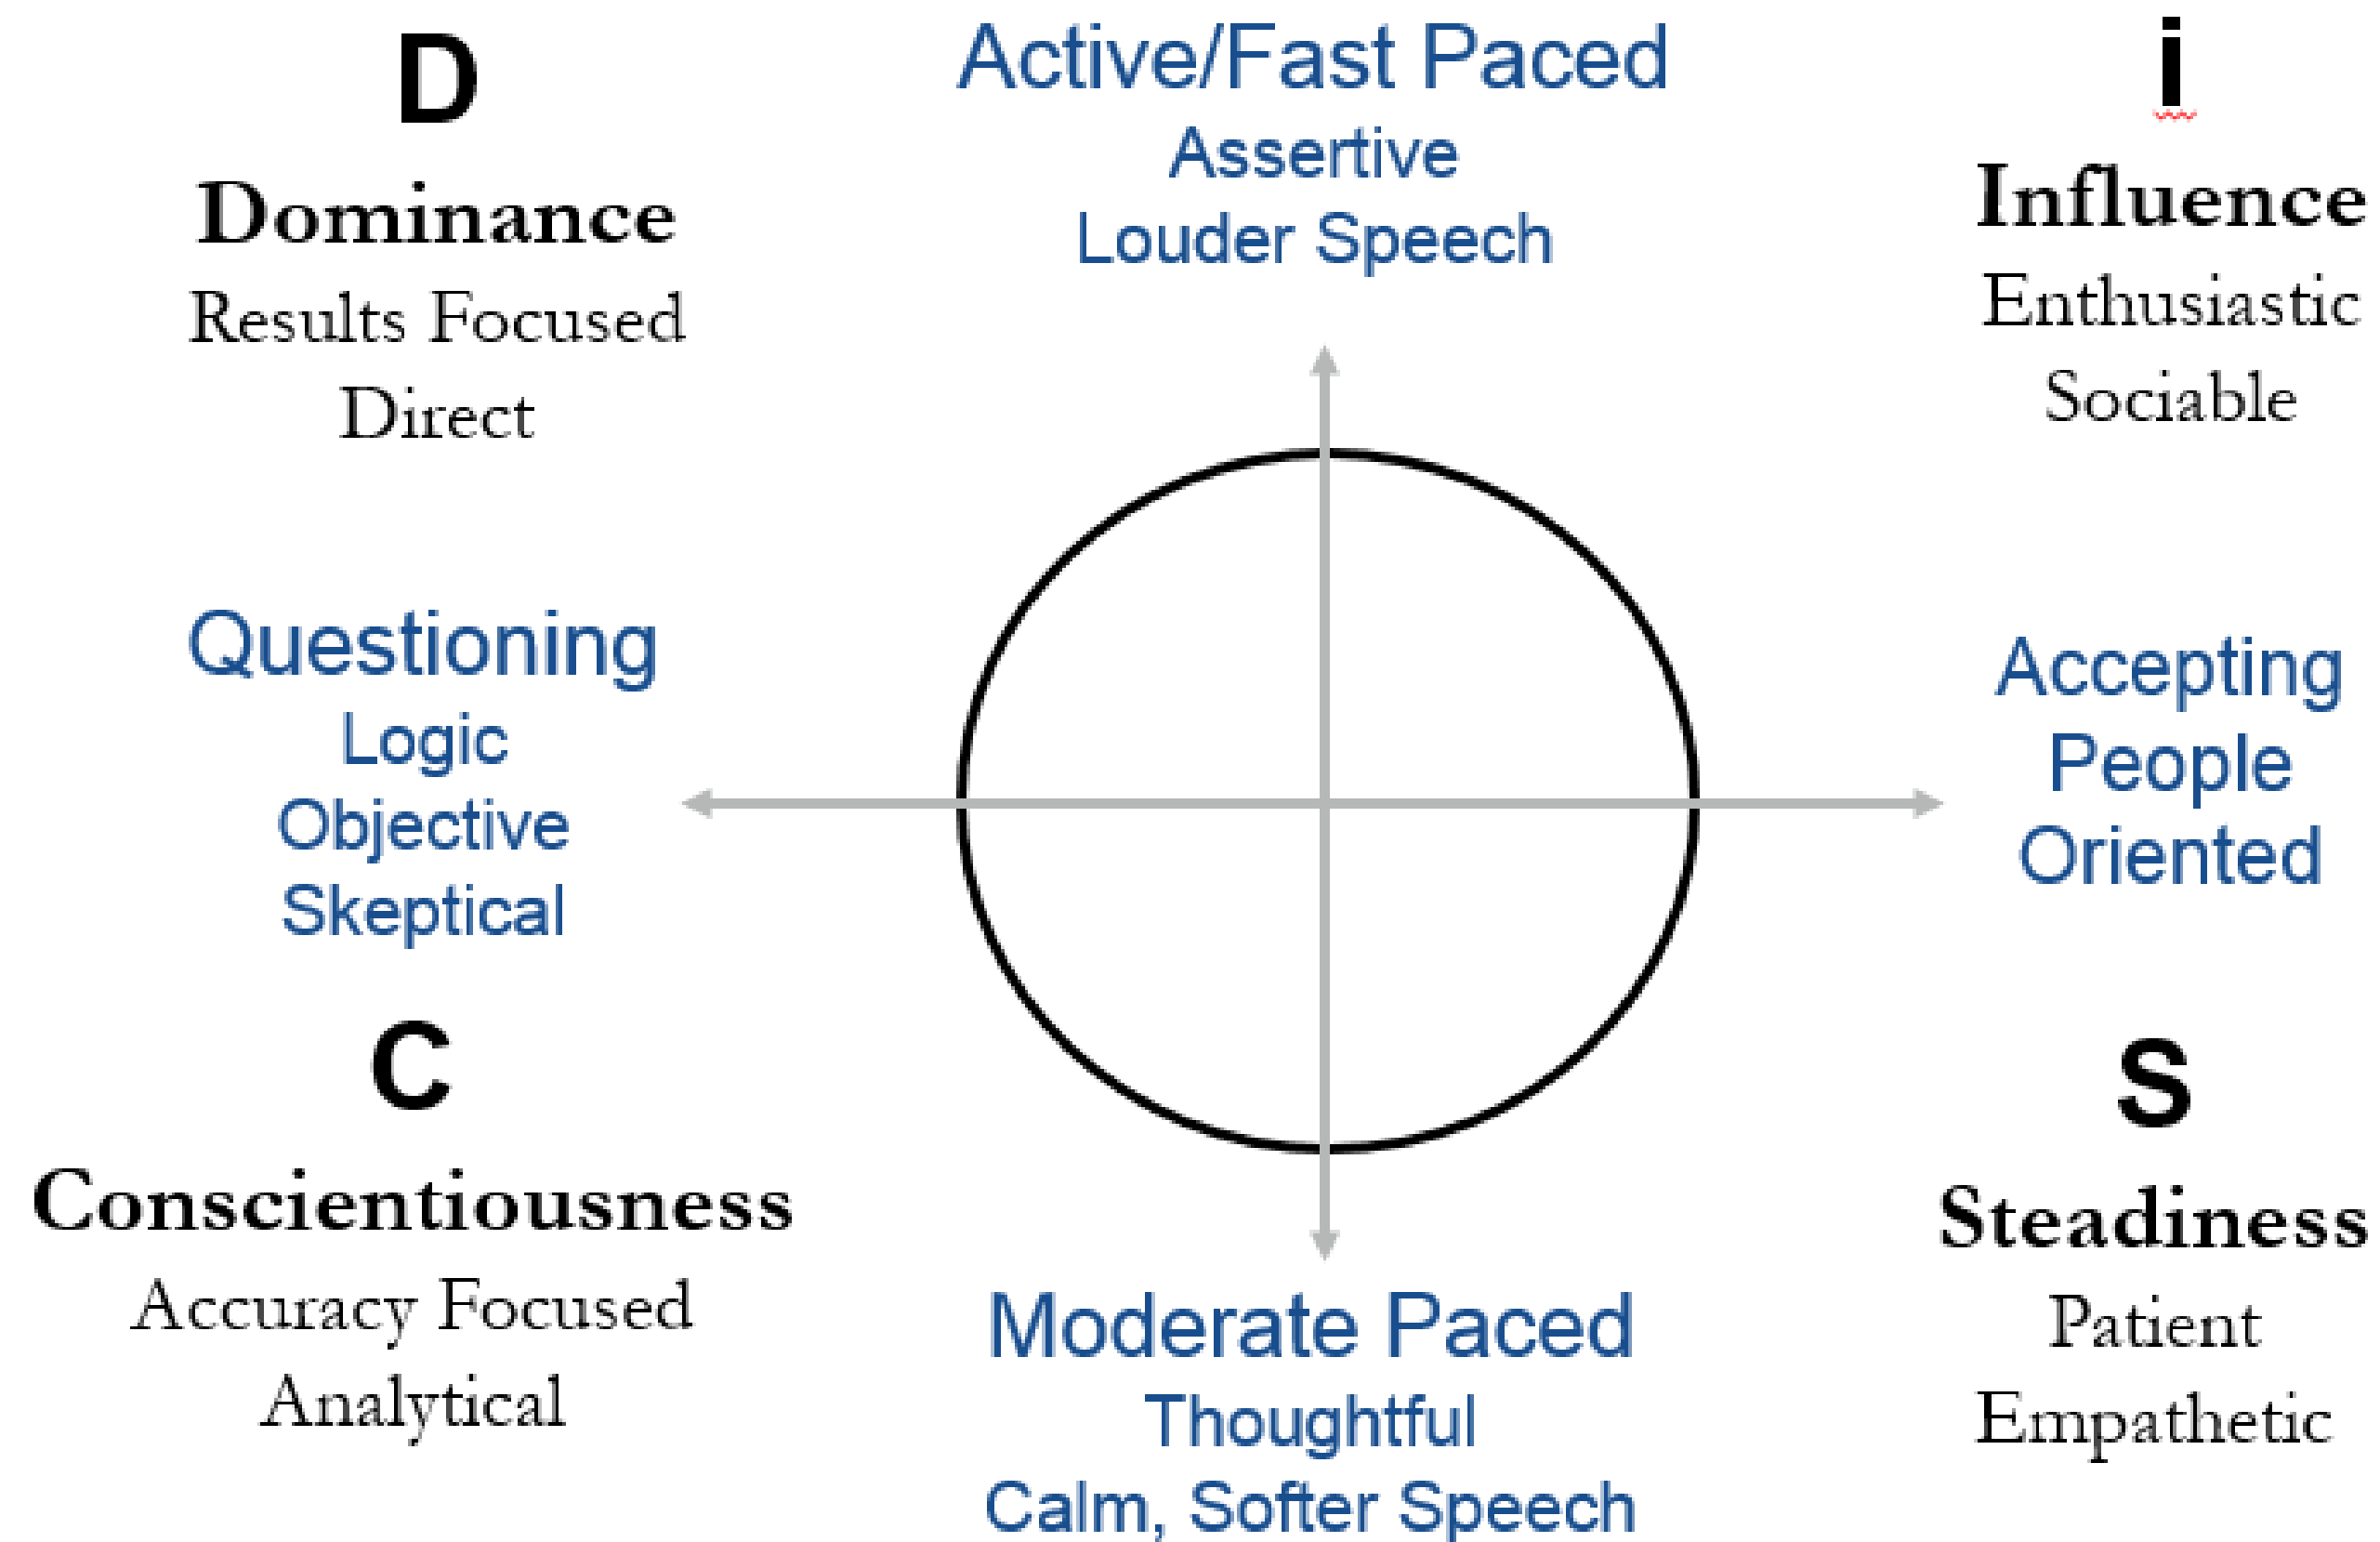 D
Dominance
Results Focused
Direct
Active/Fast Paced
Assertive
Louder Speech
i
Influence
Enthusiastic
Sociable
Questioning
Logic
Objective
Skeptical
Accepting
People
Oriented
C
Conscientiousness
Accuracy Focused
Analytical
Moderate Paced
Thoughtful
Calm, Softer Speech
S
Steadiness
Patient
Empathetic